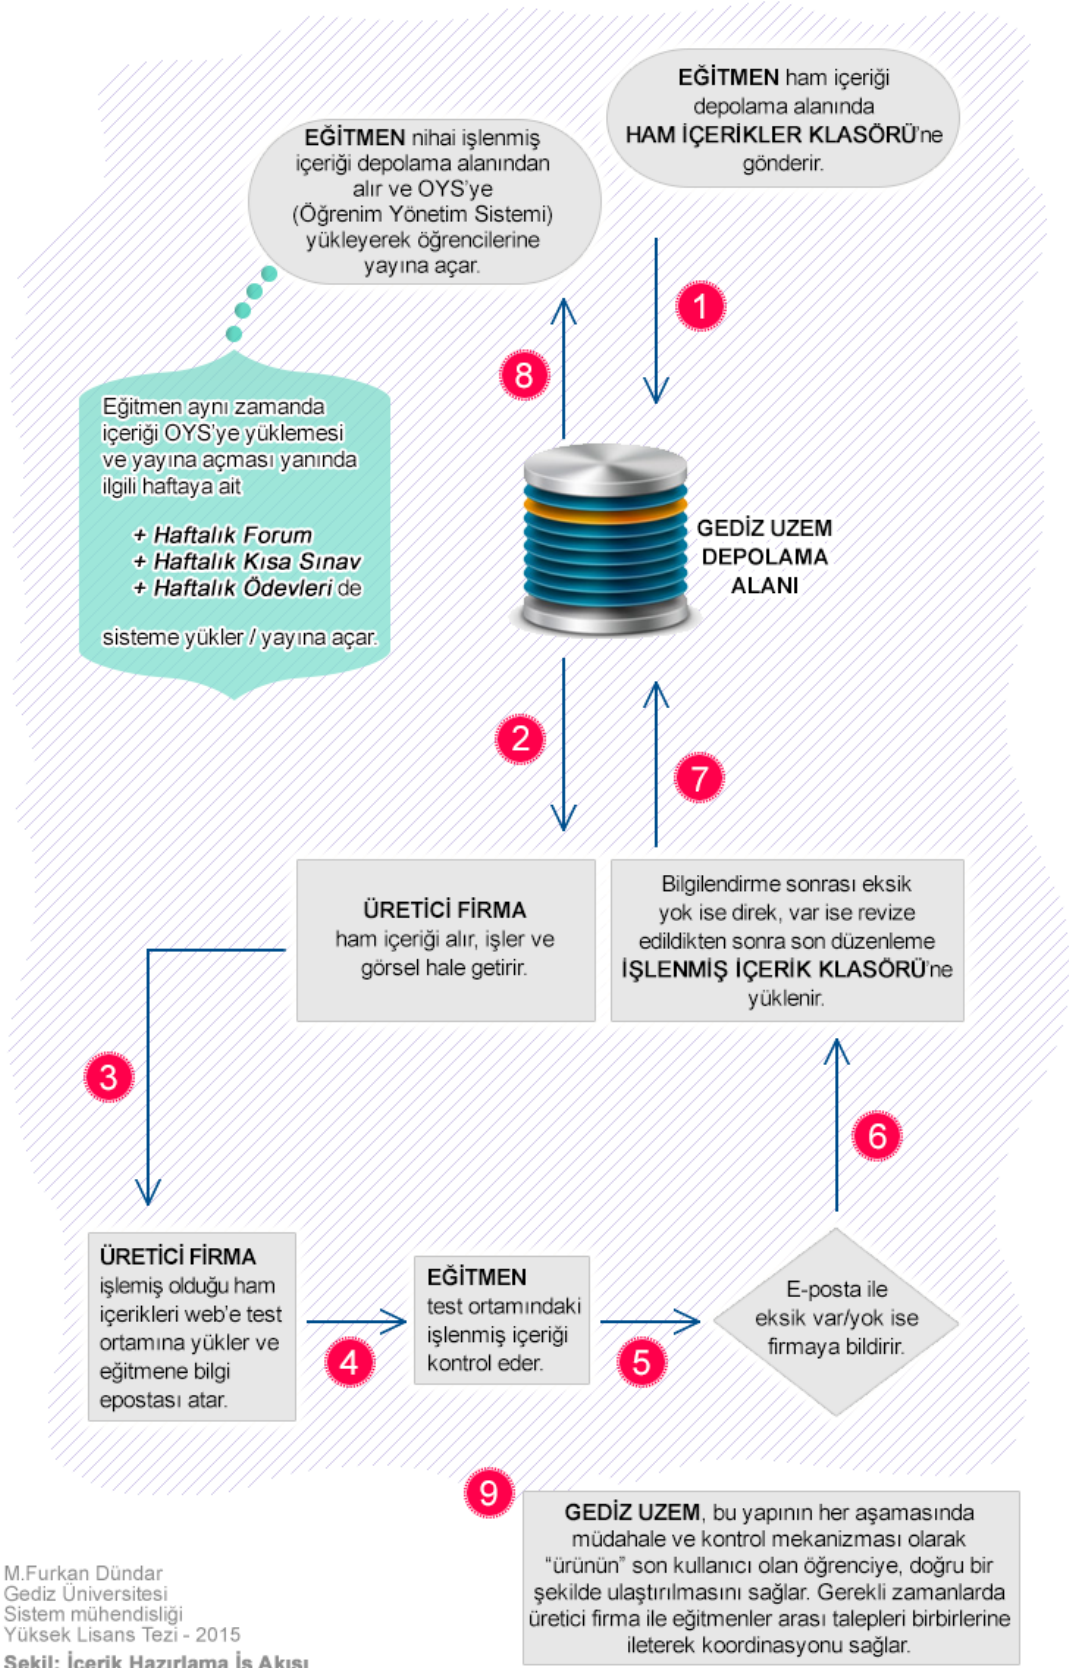 EĞİTMEN ham içeriği
depolama alanında
HAM İÇERİKLER KLASÖRÜ'ne
gönderir.
EĞİTMEN nihai işlenmiş
içeriği depolama alanından
alır ve OYS'ye
(Öğrenim Yönetim Sistemi)
yükleyerek öğrencilerine
yayına açar.
1
8
Eğitmen aynı zamanda
içeriği OYS'ye yüklemesi
ve yayına açması yanında
ilgili haftaya ait
+ Haftalık Forum
+ Haftalık Kısa Sınav
+ Haftalık Ödevleri de
sisteme yükler / yayına açar.
GEDİZ UZEM
DEPOLAMA
ALANI
2
7
ÜRETİCİ FİRMA
ham içeriği alır, işler ve
görsel hale getirir.
Bilgilendirme sonrası eksik
yok ise direk, var ise revize
edildikten sonra son düzenleme
İŞLENMİŞ İÇERİK KLASÖRÜ'ne
yüklenir.
3
6
ÜRETİCİ FİRMA
işlemiş olduğu ham
içerikleri web'e test
ortamına yükler ve
eğitmene bilgi
epostası atar.
4
EĞİTMEN
test ortamındaki
işlenmiş içeriği
kontrol eder.
5
E-posta ile
eksik var/yok ise
firmaya bildirir.
9
GEDİZ UZEM, bu yapının her aşamasında
müdahale ve kontrol mekanizması olarak
“ürünün” son kullanıcı olan öğrenciye, doğru bir
şekilde ulaştırılmasını sağlar. Gerekli zamanlarda
üretici firma ile eğitmenler arası talepleri birbirlerine
ileterek koordinasyonu sağlar.
M.Furkan Dündar
Gediz Üniversitesi
Sistem mühendisliği
Yüksek Lisans Tezi - 2015
Şekil: İçerik Hazırlama İş Akışı